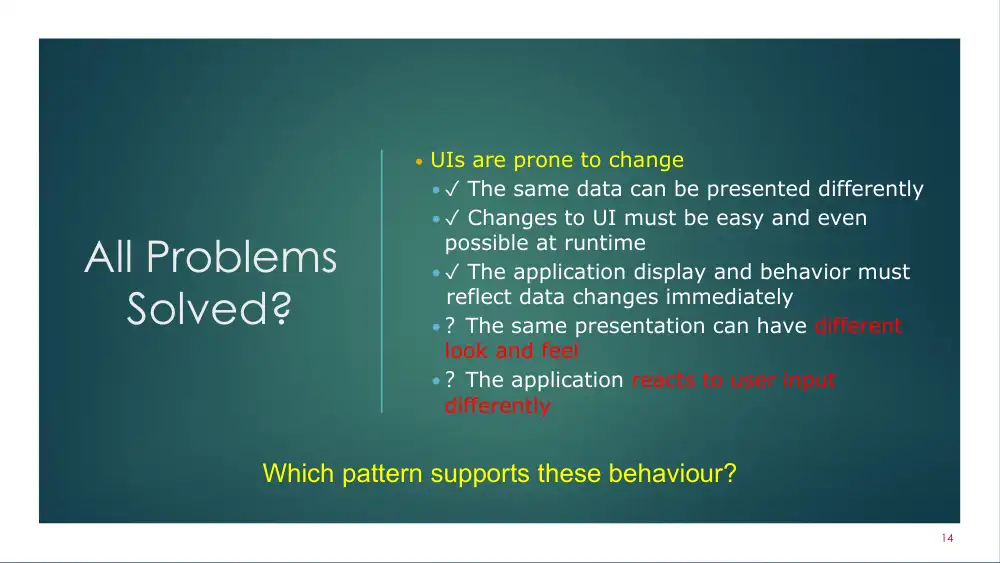 All Problems
Solved?
• UIs are prone to change
• ✓ The same data can be presented differently
• ✓ Changes to UI must be easy and even
possible at runtime
• ✓ The application display and behavior must
reflect data changes immediately
• ? The same presentation can have different
look and feel
• ? The application reacts to user input
differently
Which pattern supports these behaviour?
14